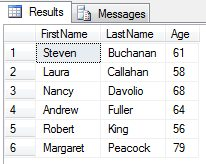 Results Messages
FirstName LastName Age
1 Steven Buchanan 61
2 Laura Callahan 58
3 Nancy Davolio 68
4 Andrew Fuller 64
5 Robert King 56
6 Margaret Peacock 79